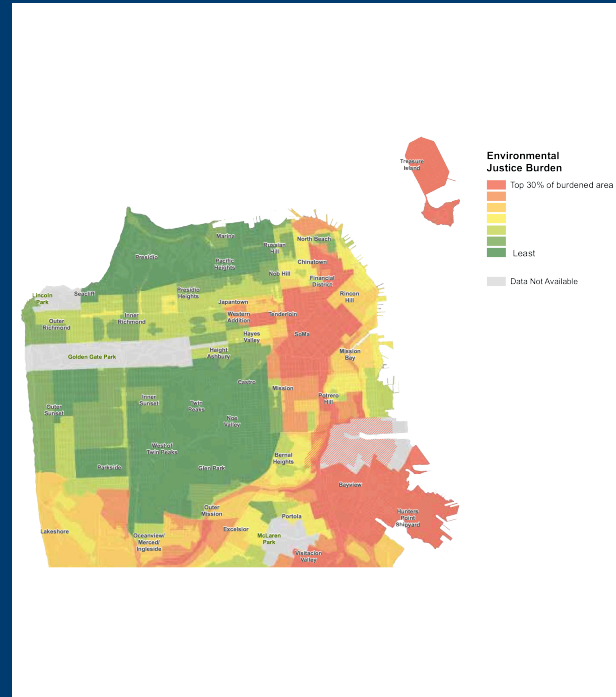 Environmental
Justice Burden
Top 30% of burdened area
Least
Data Not Available
Treasure
Island
Marina
North Beach
Russian
Hill
Presidio
Pacific
Heights
Chinatown
Nob Hill
Financial
District
Lincoln
Park
Seacliff
Presidio
Heights
Rincon
Hill
Japantown
Outer
Richmond
Inner
Richmond
Western
Addition
Tenderloin
Hayes
Valley
SoMa
Golden Gate Park
Height
Ashbury
Mission
Bay
Castro
Mission
Outer
Sunset
Inner
Sunset
Twin
Peaks
Potrero
Hill
Noe
Valley
West of
Twin Peaks
Parkside
Glen Park
Bernal
Heights
Bayview
Outer
Mission
Hunters
Point
Shipyard
Lakeshore
Oceanview/
Merced/
Ingleside
Excelsior
Portola
McLaren
Park
Visitacion
Valley